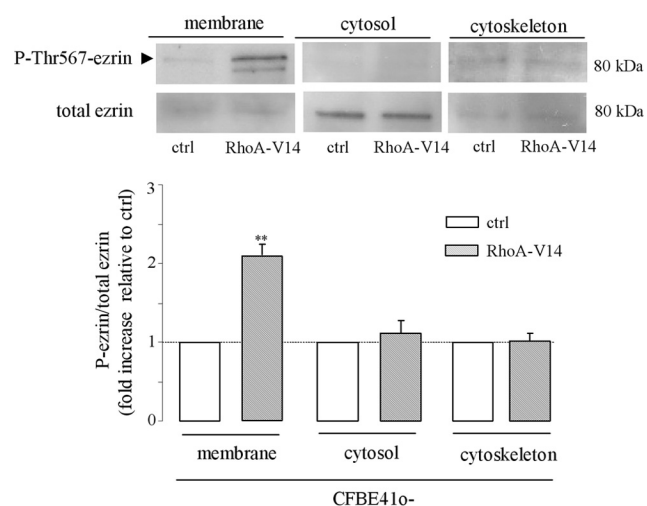 membrane cytosol cytoskeleton
P-Thr567-ezrin 80 kDa
total ezrin 80 kDa
ctrl RhoA-V14 ctrl RhoA-V14 ctrl RhoA-V14
P-ezrin/total ezrin
(fold increase relative to ctrl)
3
2
1
0
**
ctrl
RhoA-V14
membrane cytosol cytoskeleton
CFBE41o-